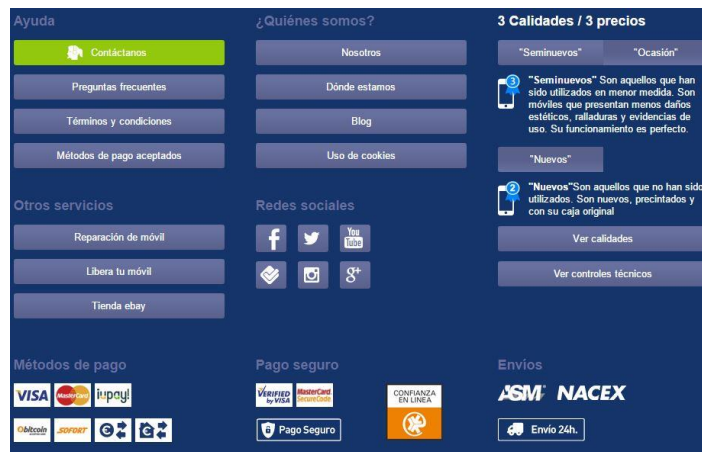 Ayuda
Contáctanos
Preguntas frecuentes
Términos y condiciones
Métodos de pago aceptados
Otros servicios
Reparación de móvil
Libera tu móvil
Tienda ebay
¿Quiénes somos?
Nosotros
Dónde estamos
Blog
Uso de cookies
Redes sociales
f
You
Tube
g+
3 Calidades / 3 precios
"Seminuevos"
"Ocasión"
3
"Seminuevos" Son aquellos que han
sido utilizados en menor medida. Son
móviles que presentan menos daños
estéticos, ralladuras y evidencias de
uso. Su funcionamiento es perfecto.
"Nuevos"
2
"Nuevos"Son aquellos que no han sido
utilizados. Son nuevos, precintados y
con su caja original
Ver calidades
Ver controles técnicos
Métodos de pago
VISA MasterCard iupay!
bitcoin SOFORT
Pago seguro
VERIFIED
by VISA
MasterCard
SecureCode
CONFIANZA
EN LINEA
Pago Seguro
Envíos
ASM NACEX
Envío 24h.